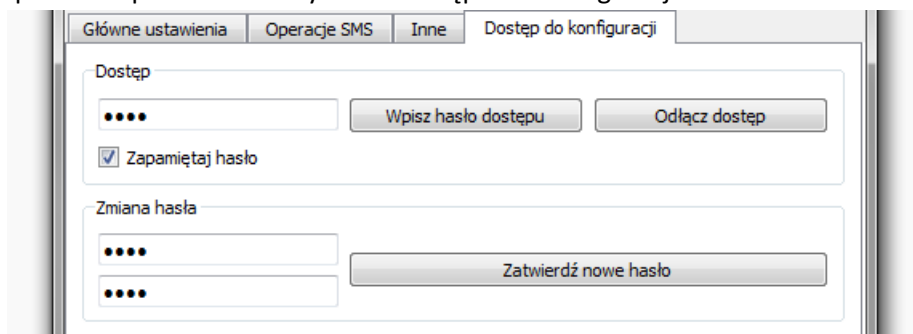 Główne ustawienia Operacje SMS Inne Dostęp do konfiguracji
Dostęp
•••• Wpisz hasło dostępu Odłącz dostęp
Zapamiętaj hasło
Zmiana hasła
••••
Zatwierdź nowe hasło
••••